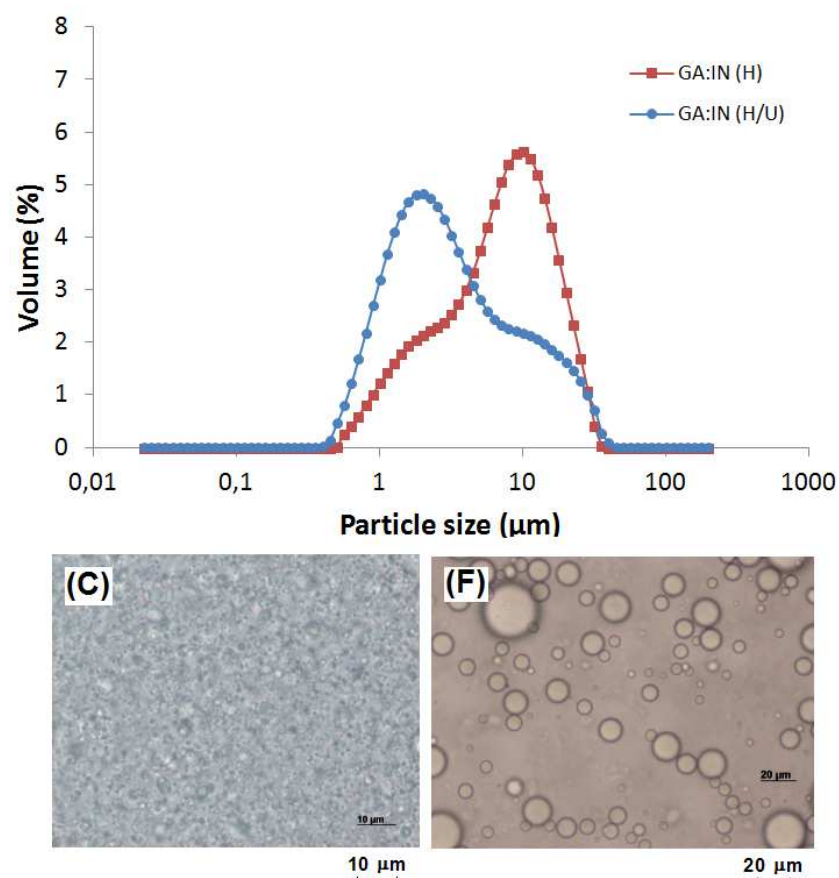 8
7
6
5
4
3
2
1
0
Volume (%)
GA:IN (H)
GA:IN (H/U)
0,01 0,1 1 10 100 1000
Particle size (µm)
(C) (F)
10 µm 20 µm
10 µm 20 µm